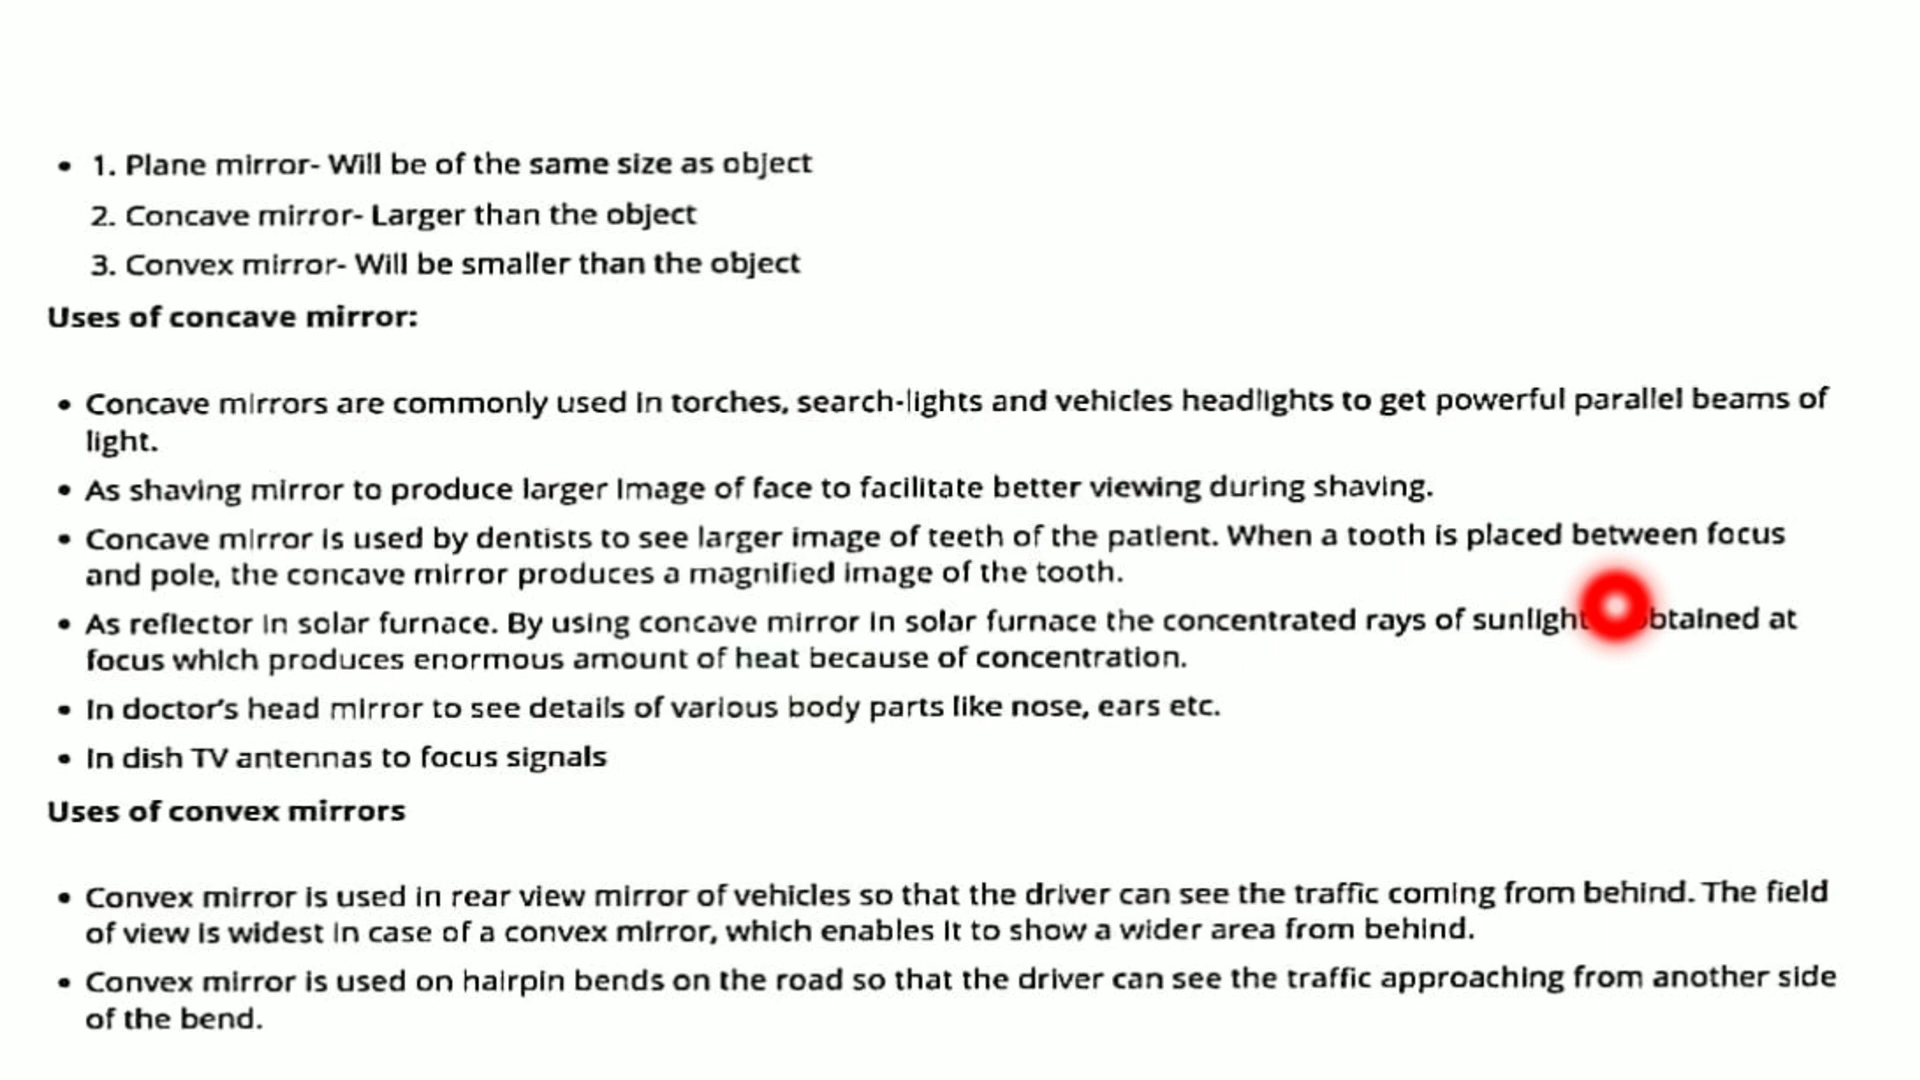 • 1. Plane mirror- Will be of the same size as object
2. Concave mirror- Larger than the object
3. Convex mirror- Will be smaller than the object
Uses of concave mirror:
• Concave mirrors are commonly used in torches, search-lights and vehicles headlights to get powerful parallel beams of
light.
• As shaving mirror to produce larger image of face to facilitate better viewing during shaving.
• Concave mirror is used by dentists to see larger image of teeth of the patient. When a tooth is placed between focus
and pole, the concave mirror produces a magnified image of the tooth.
• As reflector in solar furnace. By using concave mirror in solar furnace the concentrated rays of sunlight btained at
focus which produces enormous amount of heat because of concentration.
• In doctor's head mirror to see details of various body parts like nose, ears etc.
• In dish TV antennas to focus signals
Uses of convex mirrors
• Convex mirror is used in rear view mirror of vehicles so that the driver can see the traffic coming from behind. The field
of view is widest in case of a convex mirror, which enables it to show a wider area from behind.
• Convex mirror is used on hairpin bends on the road so that the driver can see the traffic approaching from another side
of the bend.